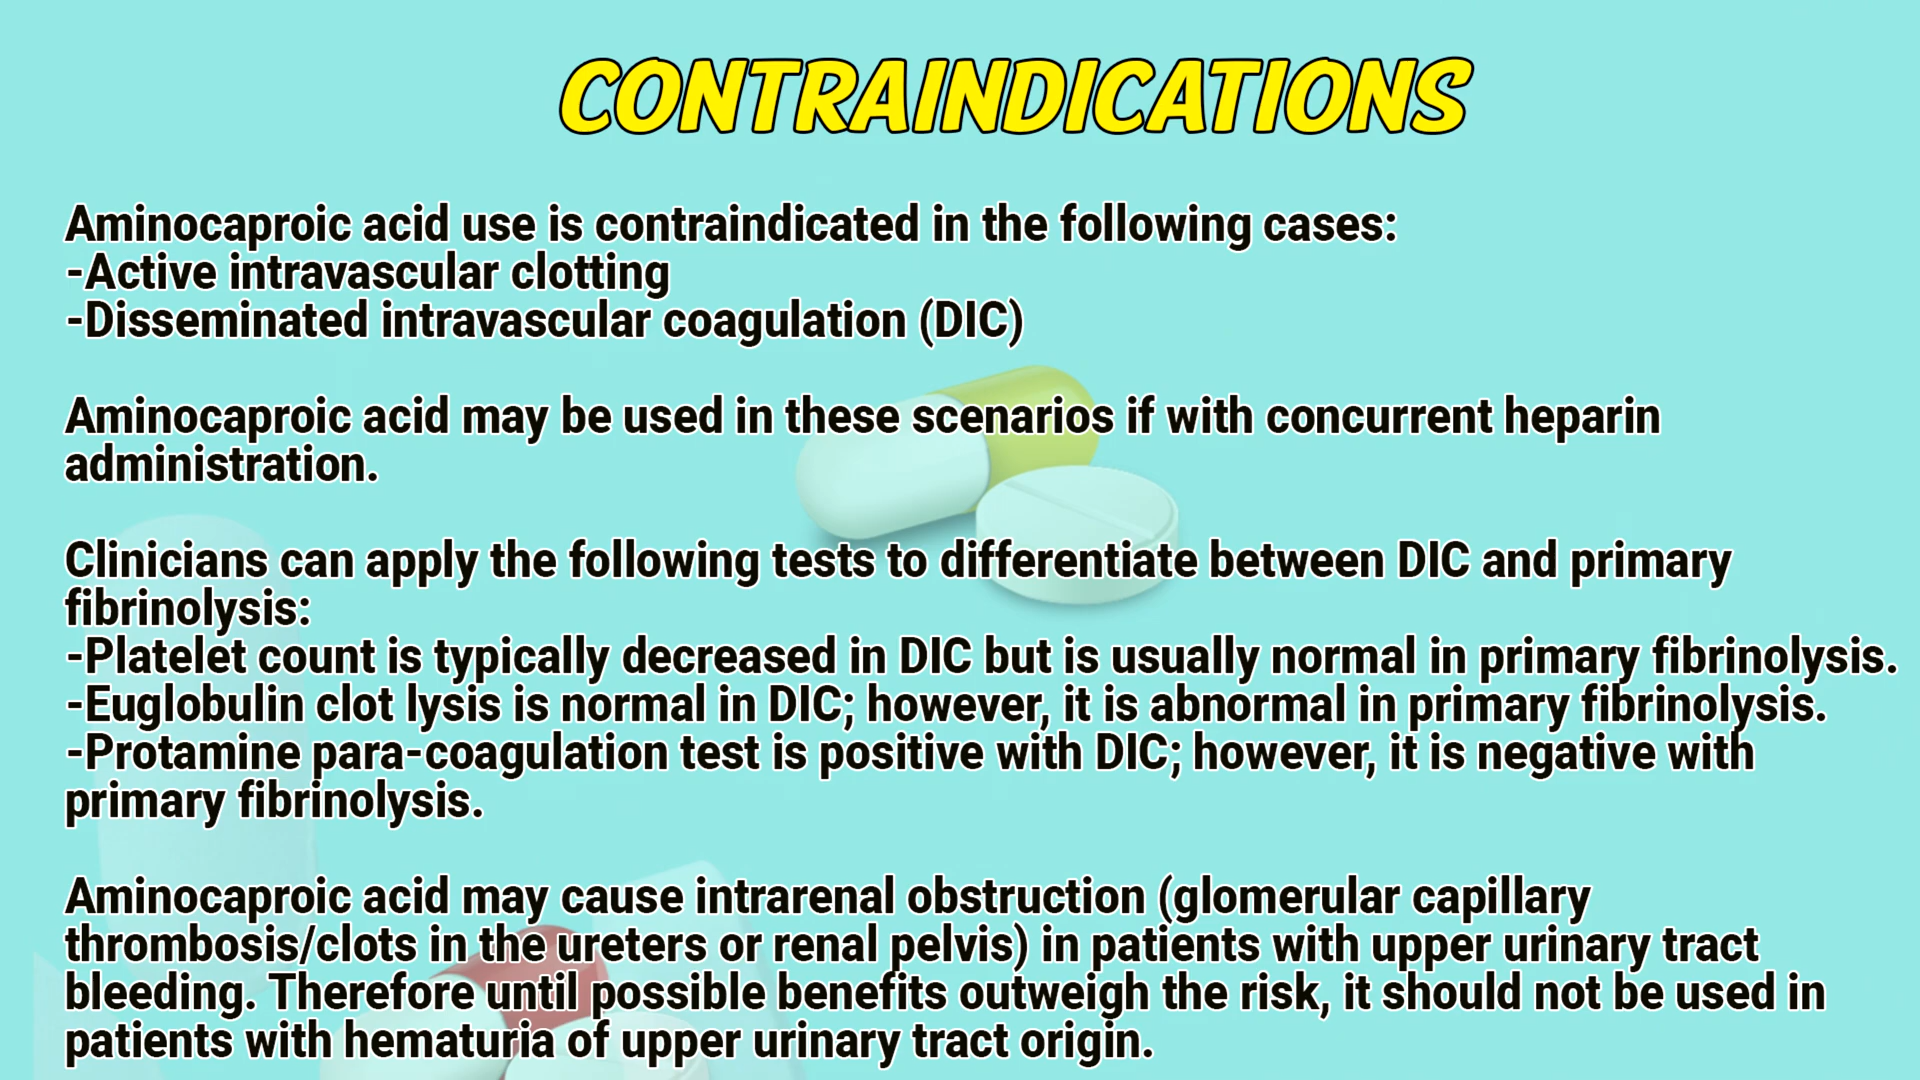 CONTRAINDICATIONS
Aminocaproic acid use is contraindicated in the following cases:
-Active intravascular clotting
-Disseminated intravascular coagulation (DIC)
Aminocaproic acid may be used in these scenarios if with concurrent heparin
administration.
Clinicians can apply the following tests to differentiate between DIC and primary
fibrinolysis:
-Platelet count is typically decreased in DIC but is usually normal in primary fibrinolysis.
-Euglobulin clot lysis is normal in DIC; however, it is abnormal in primary fibrinolysis.
-Protamine para-coagulation test is positive with DIC; however, it is negative with
primary fibrinolysis.
Aminocaproic acid may cause intrarenal obstruction (glomerular capillary
thrombosis/clots in the ureters or renal pelvis) in patients with upper urinary tract
bleeding. Therefore until possible benefits outweigh the risk, it should not be used in
patients with hematuria of upper urinary tract origin.